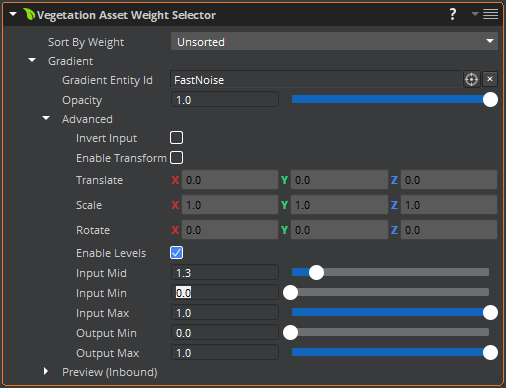 Vegetation Asset Weight Selector ?
Sort By Weight Unsorted
Gradient
Gradient Entity Id FastNoise
Opacity 1.0
Advanced
Invert Input
Enable Transform
Translate X 0.0 Y 0.0 Z 0.0
Scale X 1.0 Y 1.0 Z 1.0
Rotate X 0.0 Y 0.0 Z 0.0
Enable Levels
Input Mid 1.3
Input Min 0.0
Input Max 1.0
Output Min 0.0
Output Max 1.0
Preview (Inbound)